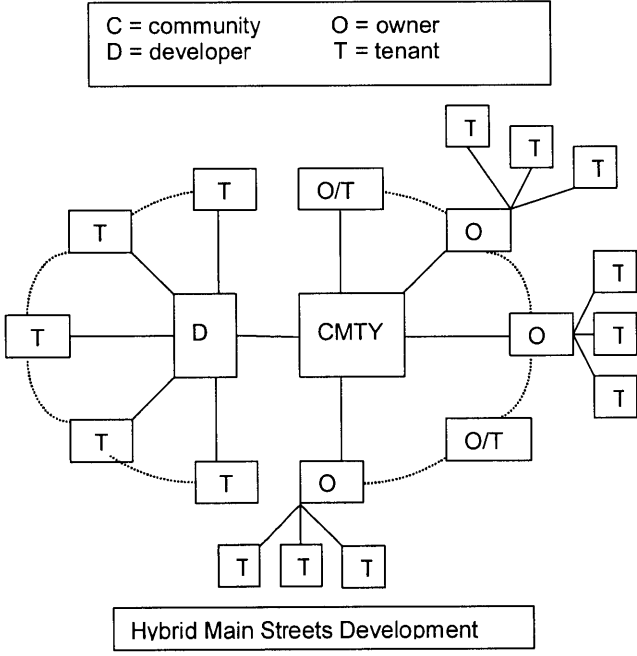 C = community O = owner
D = developer T = tenant
T
T
T
T O/T
T O
T
T D CMTY O T
T
T O/T
T O
T T T
Hybrid Main Streets Development